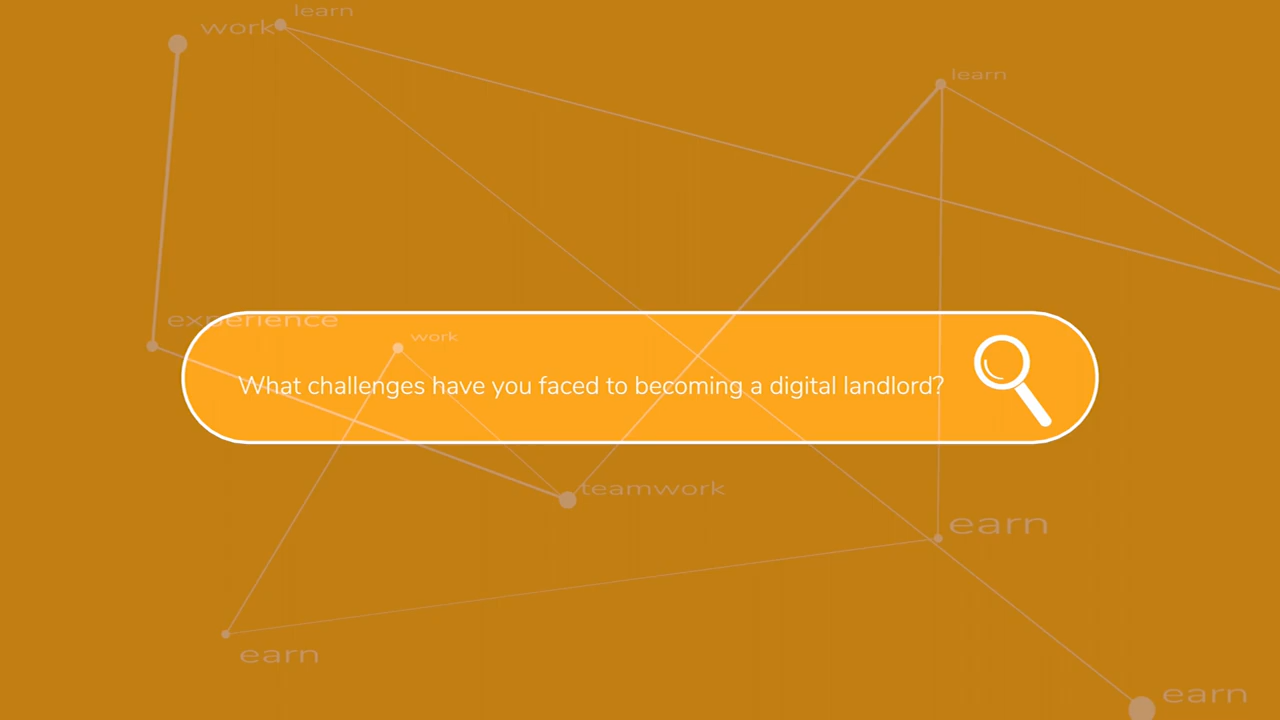 learn
work
learn
experience
work
What challenges have you faced to becoming a digital landlord?
teamwork
earn
earn
earn